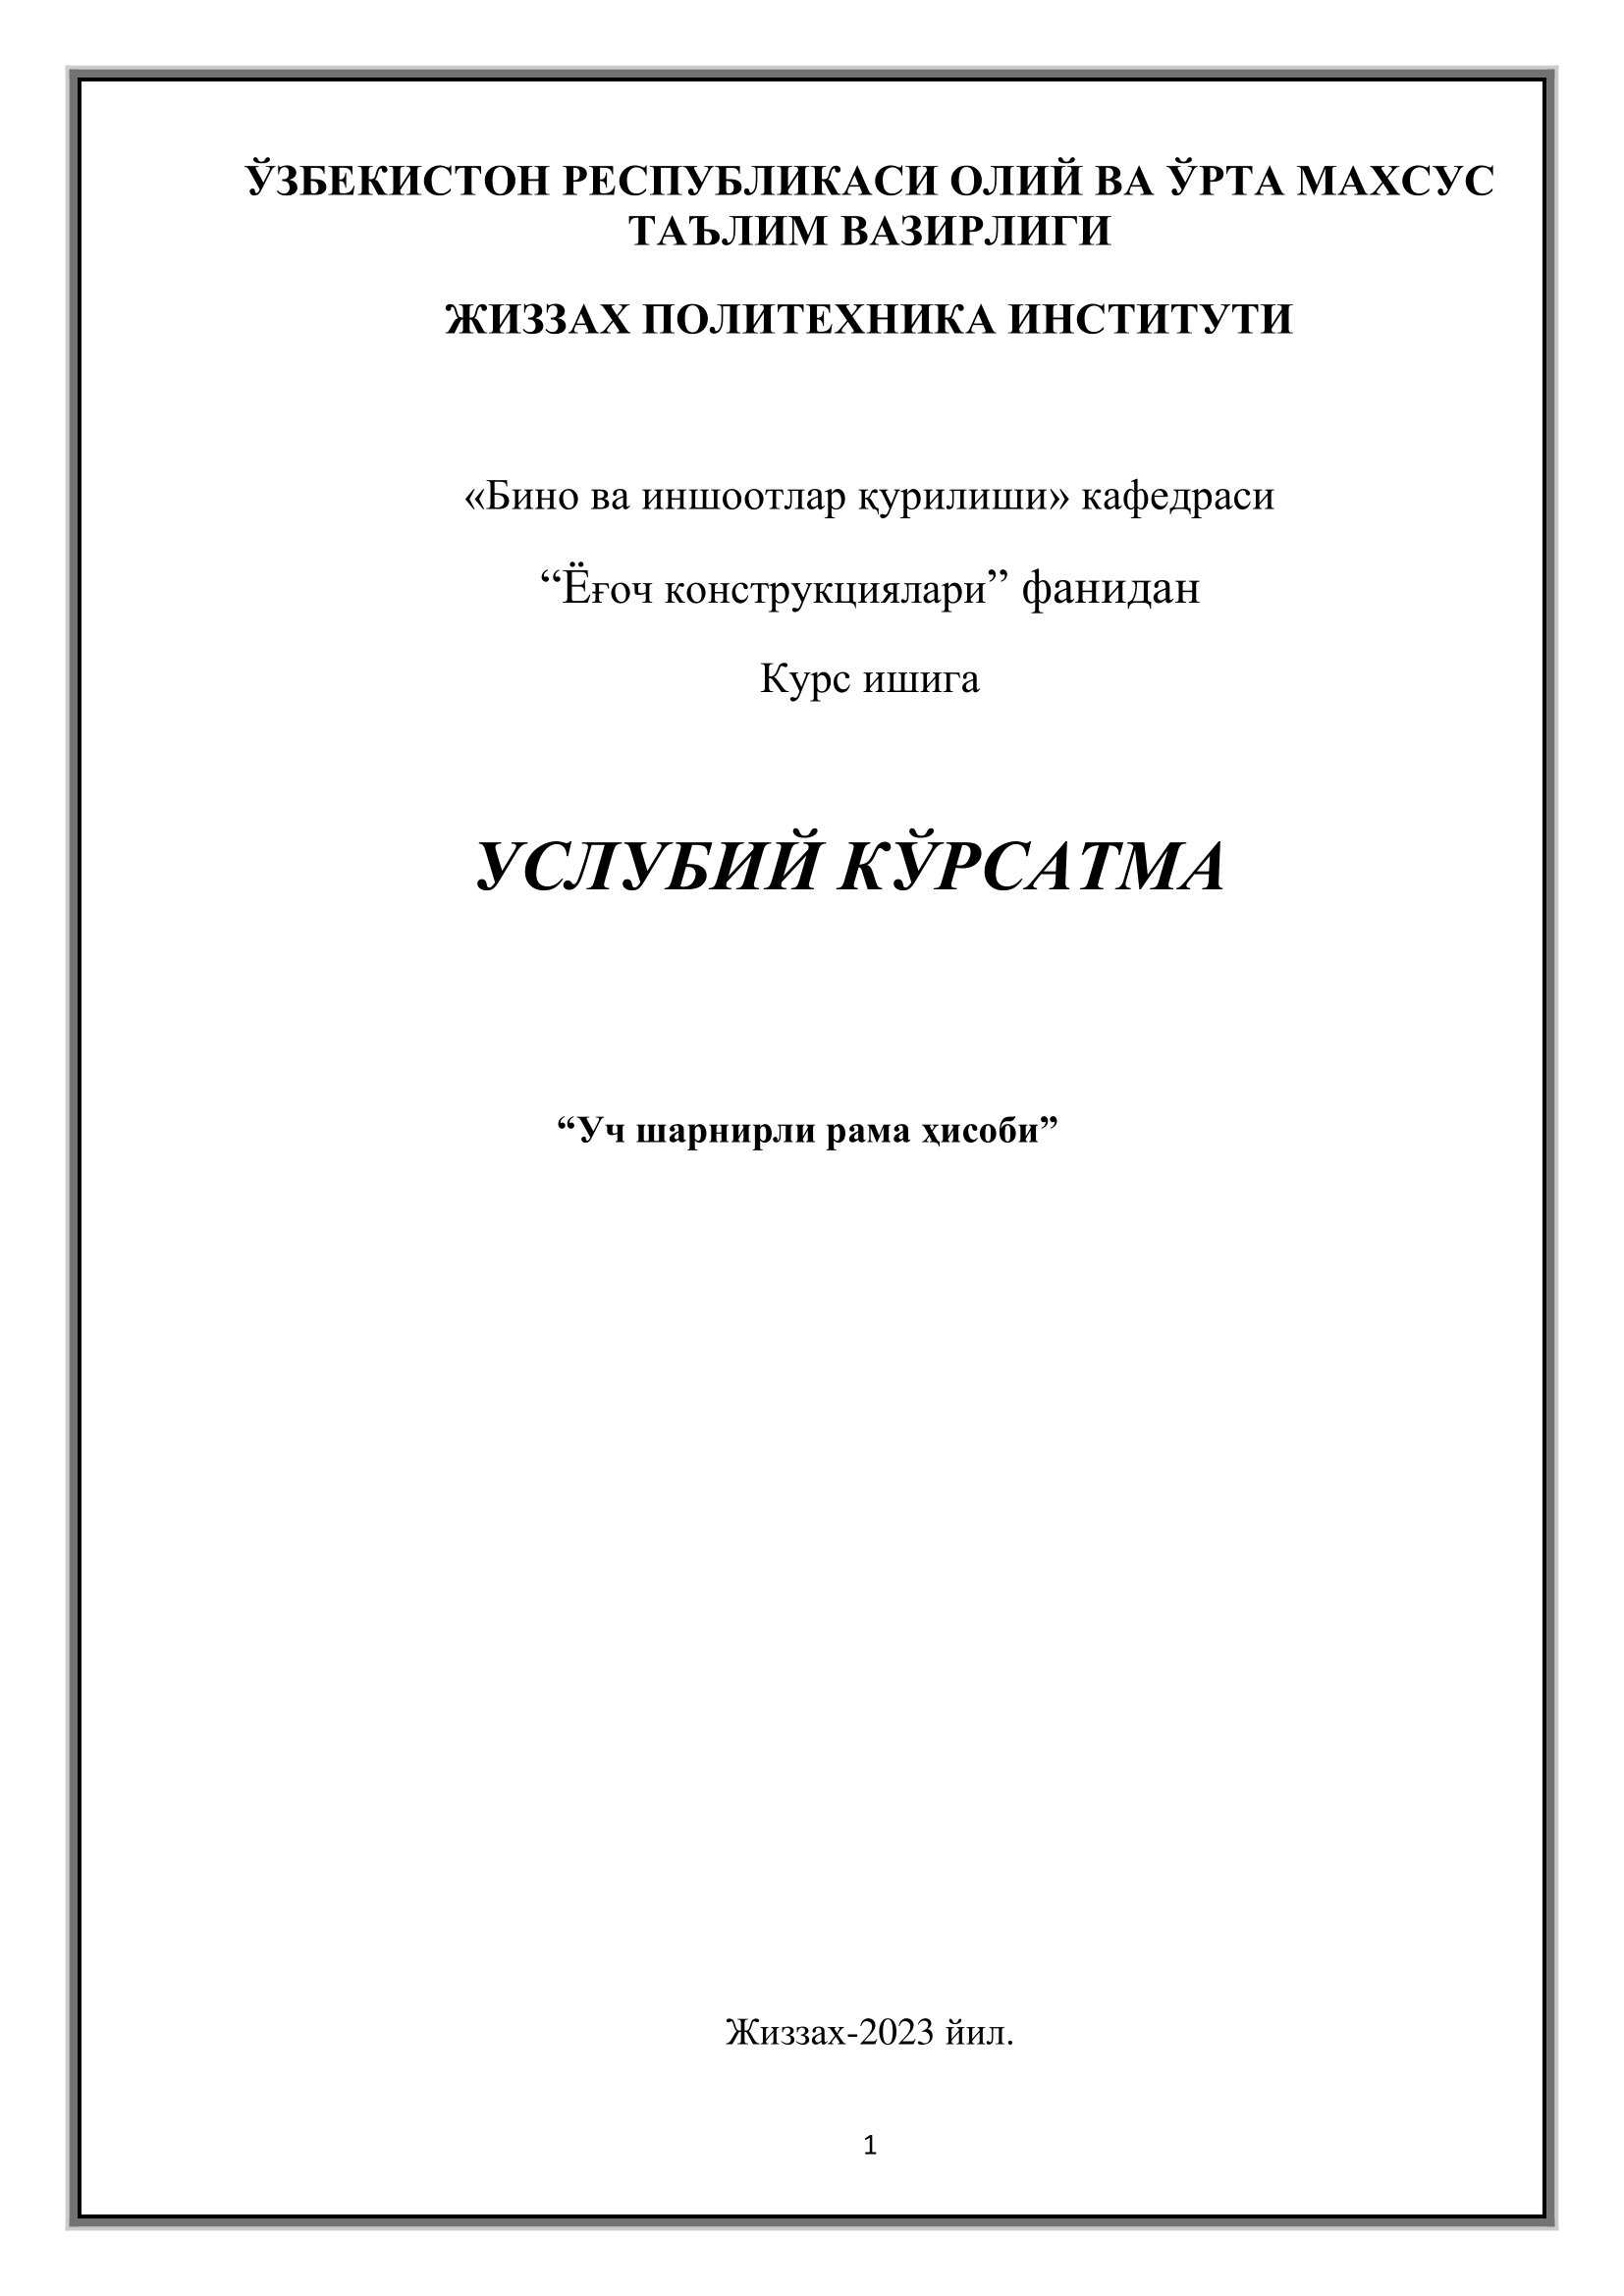 ЎЗБЕКИСТОН РЕСПУБЛИКАСИ ОЛИЙ ВА ЎРТА МАХСУС
ТАЪЛИМ ВАЗИРЛИГИ
ЖИЗЗАХ ПОЛИТЕХНИКА ИНСТИТУТИ
«Бино ва иншоотлар қурилиши» кафедраси
“Ёғоч конструкциялари” фанидан
Курс ишига
УСЛУБИЙ КЎРСАТМА
“Уч шарнирли рама ҳисоби”
Жиззах-2023 йил.
1